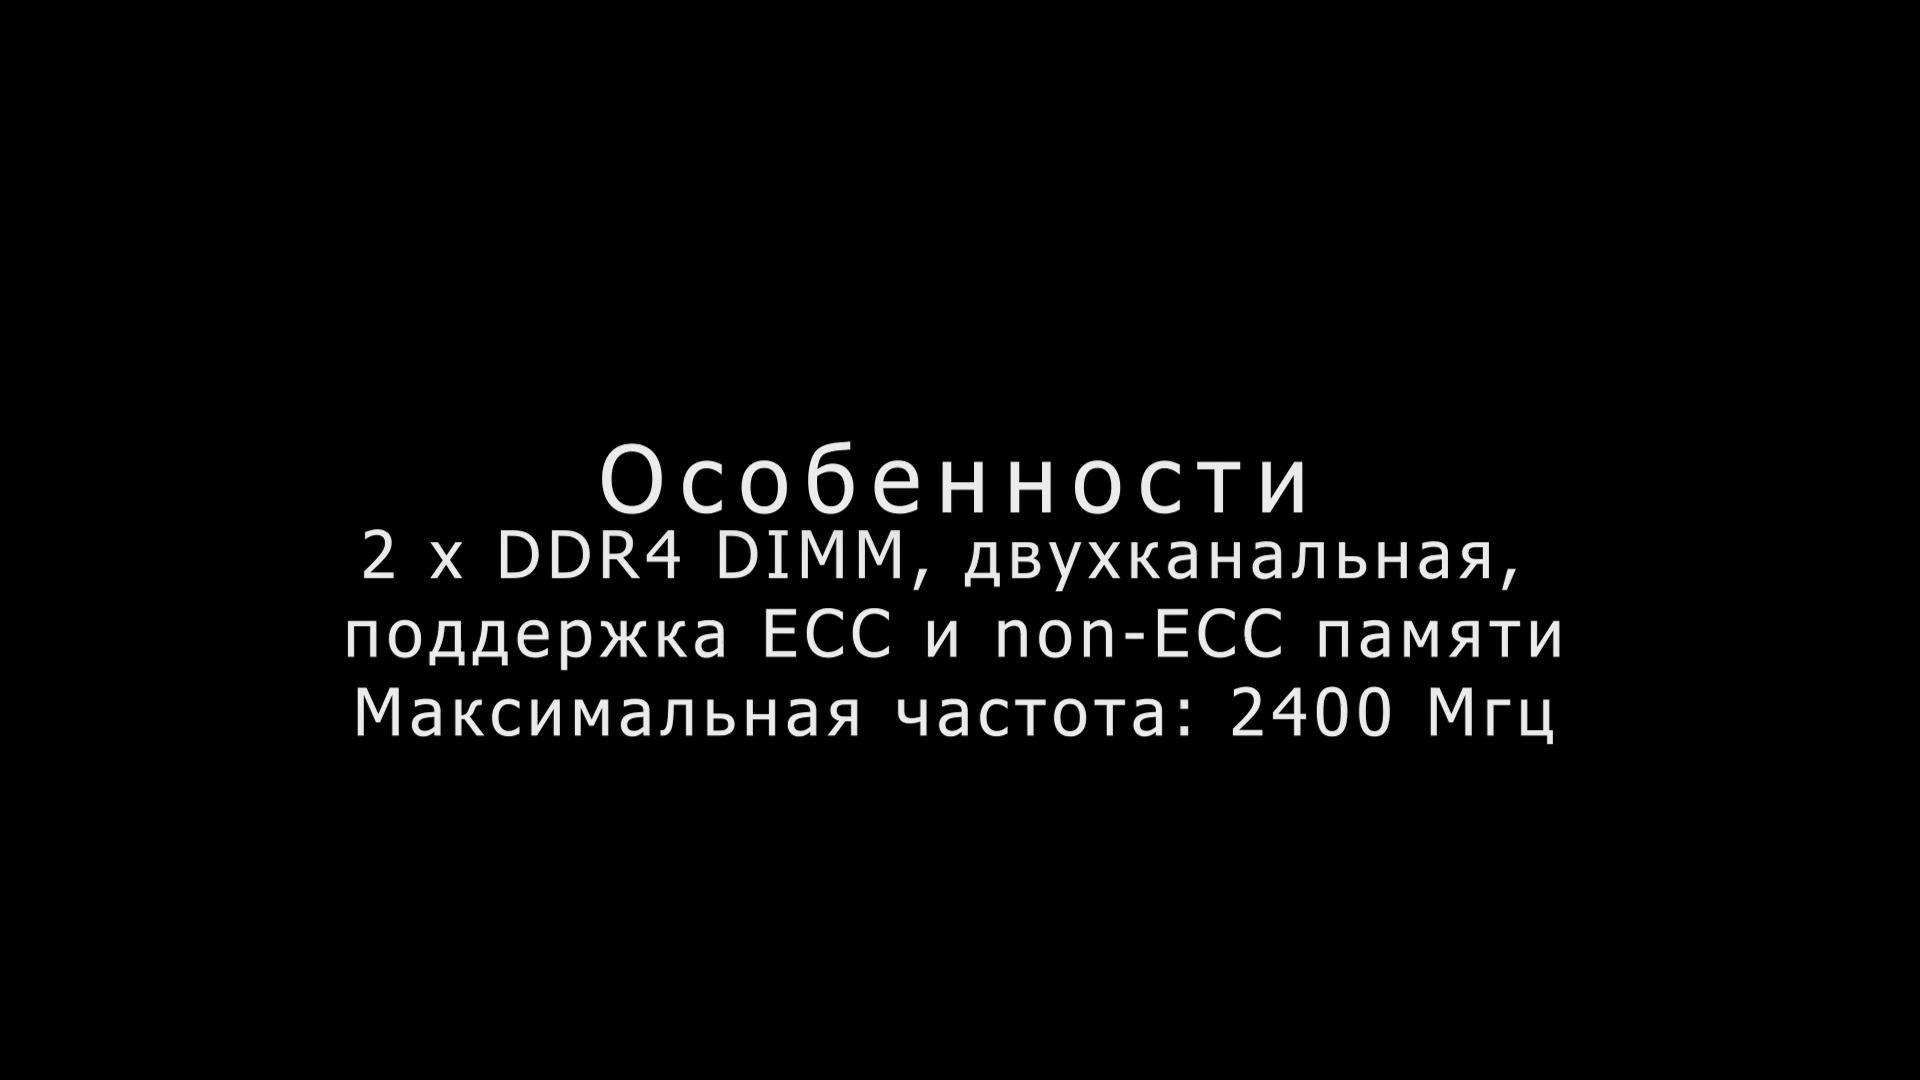 Особенности
2 x DDR4 DIMM, двухканальная,
поддержка ECC и non-ECC памяти
Максимальная частота: 2400 Мгц